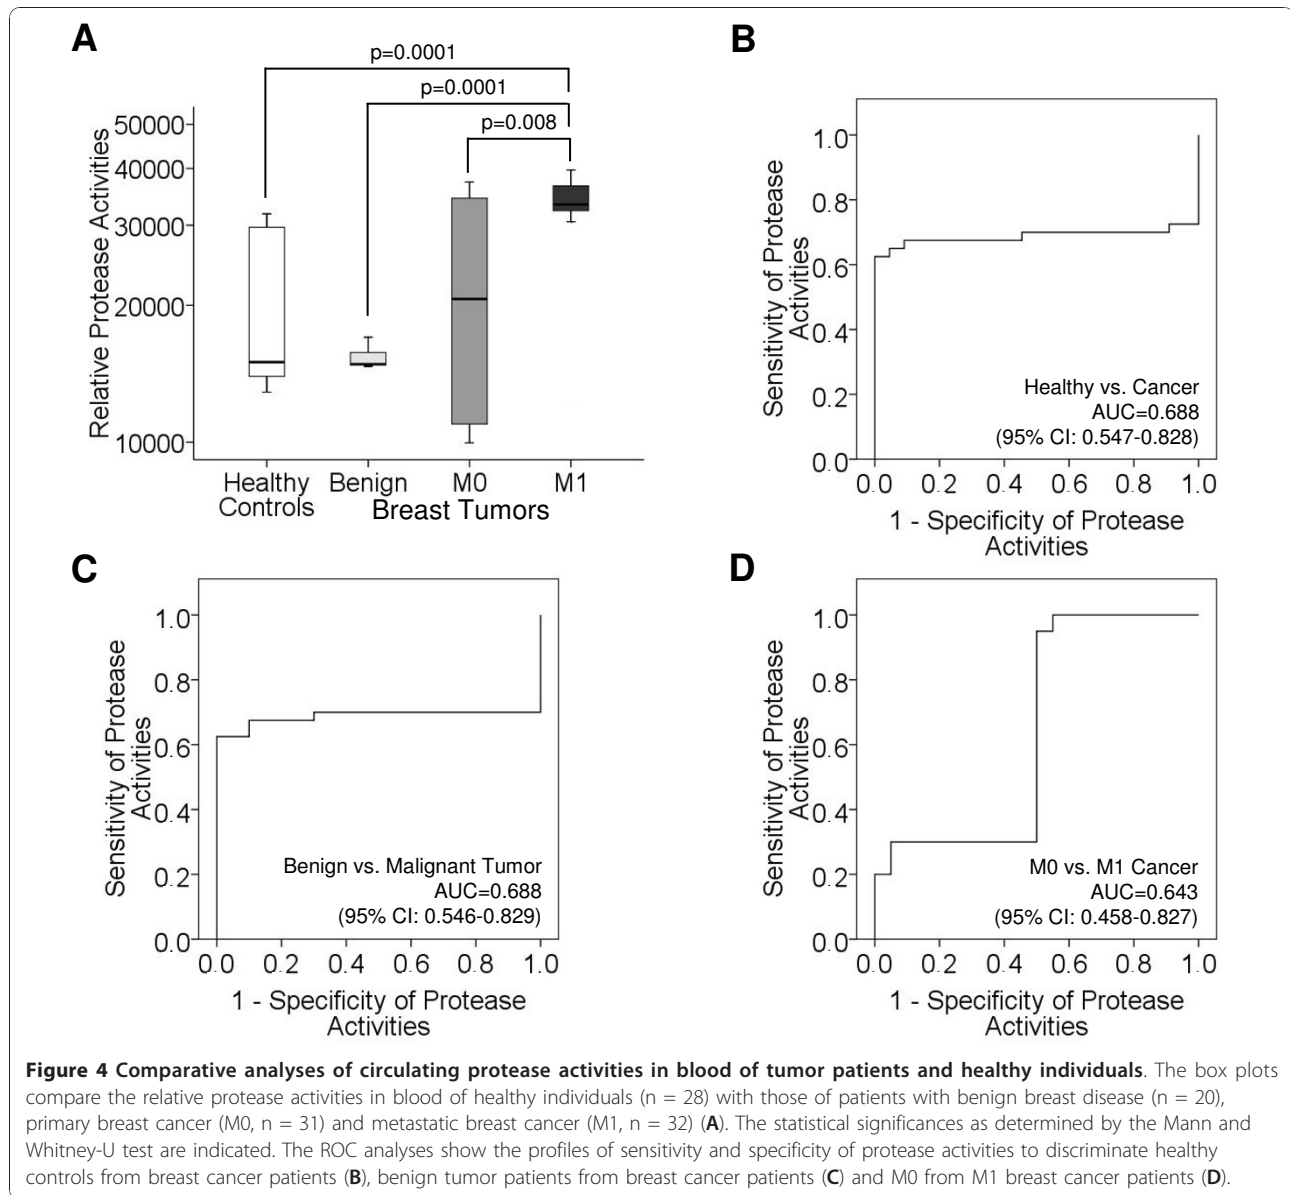 A
p=0.0001
p=0.0001
p=0.008
Relative Protease Activities
50000
40000
30000
20000
10000
Healthy Controls
Benign
M0
M1
Breast Tumors
B
Sensitivity of Protease
Activities
1.0
0.8
0.6
0.4
0.2
0.0
Healthy vs. Cancer
AUC=0.688
(95% CI: 0.547-0.828)
0.0 0.2 0.4 0.6 0.8 1.0
1 - Specificity of Protease
Activities
C
Sensitivity of Protease
Activities
1.0
0.8
0.6
0.4
0.2
0.0
Benign vs. Malignant Tumor
AUC=0.688
(95% CI: 0.546-0.829)
0.0 0.2 0.4 0.6 0.8 1.0
1 - Specificity of Protease
Activities
D
Sensitivity of Protease
Activities
1.0
0.8
0.6
0.4
0.2
0.0
M0 vs. M1 Cancer
AUC=0.643
(95% CI: 0.458-0.827)
0.0 0.2 0.4 0.6 0.8 1.0
1 - Specificity of Protease
Activities
Figure 4 Comparative analyses of circulating protease activities in blood of tumor patients and healthy individuals. The box plots
compare the relative protease activities in blood of healthy individuals (n = 28) with those of patients with benign breast disease (n = 20),
primary breast cancer (M0, n = 31) and metastatic breast cancer (M1, n = 32) (A). The statistical significances as determined by the Mann and
Whitney-U test are indicated. The ROC analyses show the profiles of sensitivity and specificity of protease activities to discriminate healthy
controls from breast cancer patients (B), benign tumor patients from breast cancer patients (C) and M0 from M1 breast cancer patients (D).